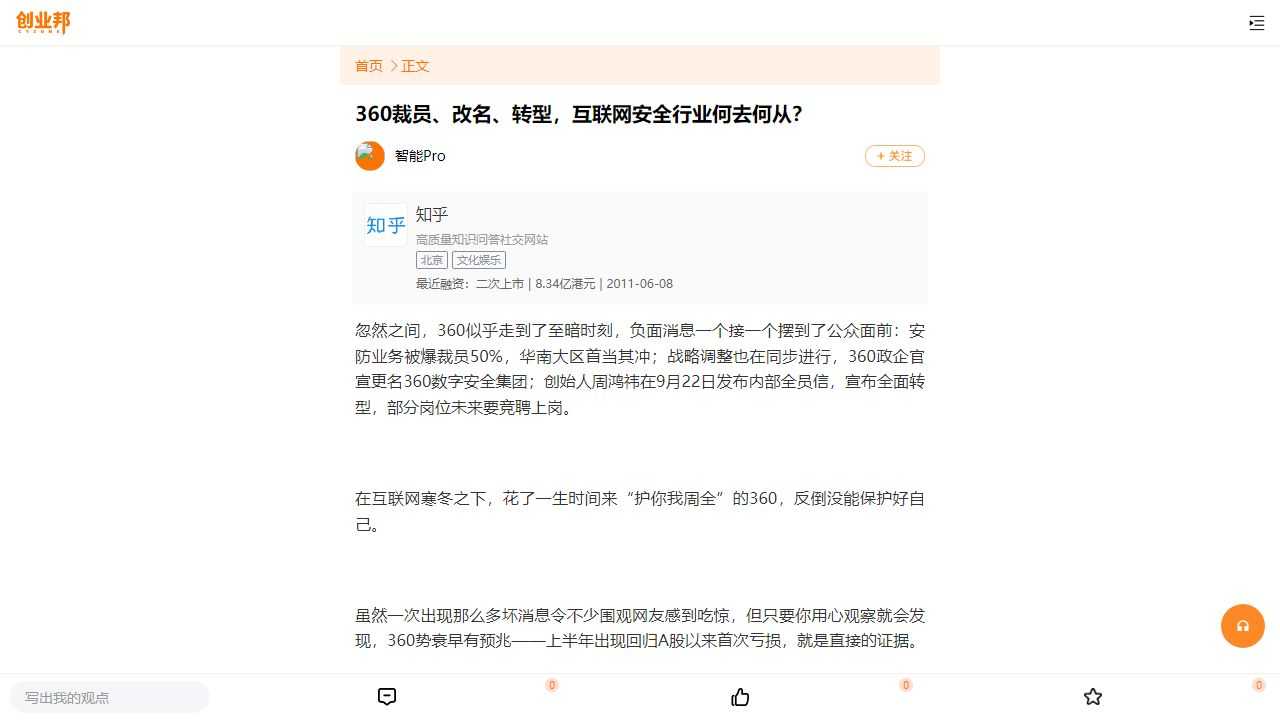 创业邦
CYZONE
首页 正文
360裁员、改名、转型，互联网安全行业何去何从？
智能Pro
+ 关注
知乎
知乎
高质量知识问答社交网站
北京 文化娱乐
最近融资：二次上市 | 8.34亿港元 | 2011-06-08
忽然之间，360似乎走到了至暗时刻，负面消息一个接一个摆到了公众面前：安
防业务被爆裁员50%，华南大区首当其冲；战略调整也在同步进行，360政企官
宣更名360数字安全集团；创始人周鸿祎在9月22日发布内部全员信，宣布全面转
型，部分岗位未来要竞聘上岗。
在互联网寒冬之下，花了一生时间来“护你我周全”的360，反倒没能保护好自
己。
虽然一次出现那么多坏消息令不少围观网友感到吃惊，但只要你用心观察就会发
现，360势衰早有预兆——上半年出现回归A股以来首次亏损，就是直接的证据。
写出我的观点
0
0
0